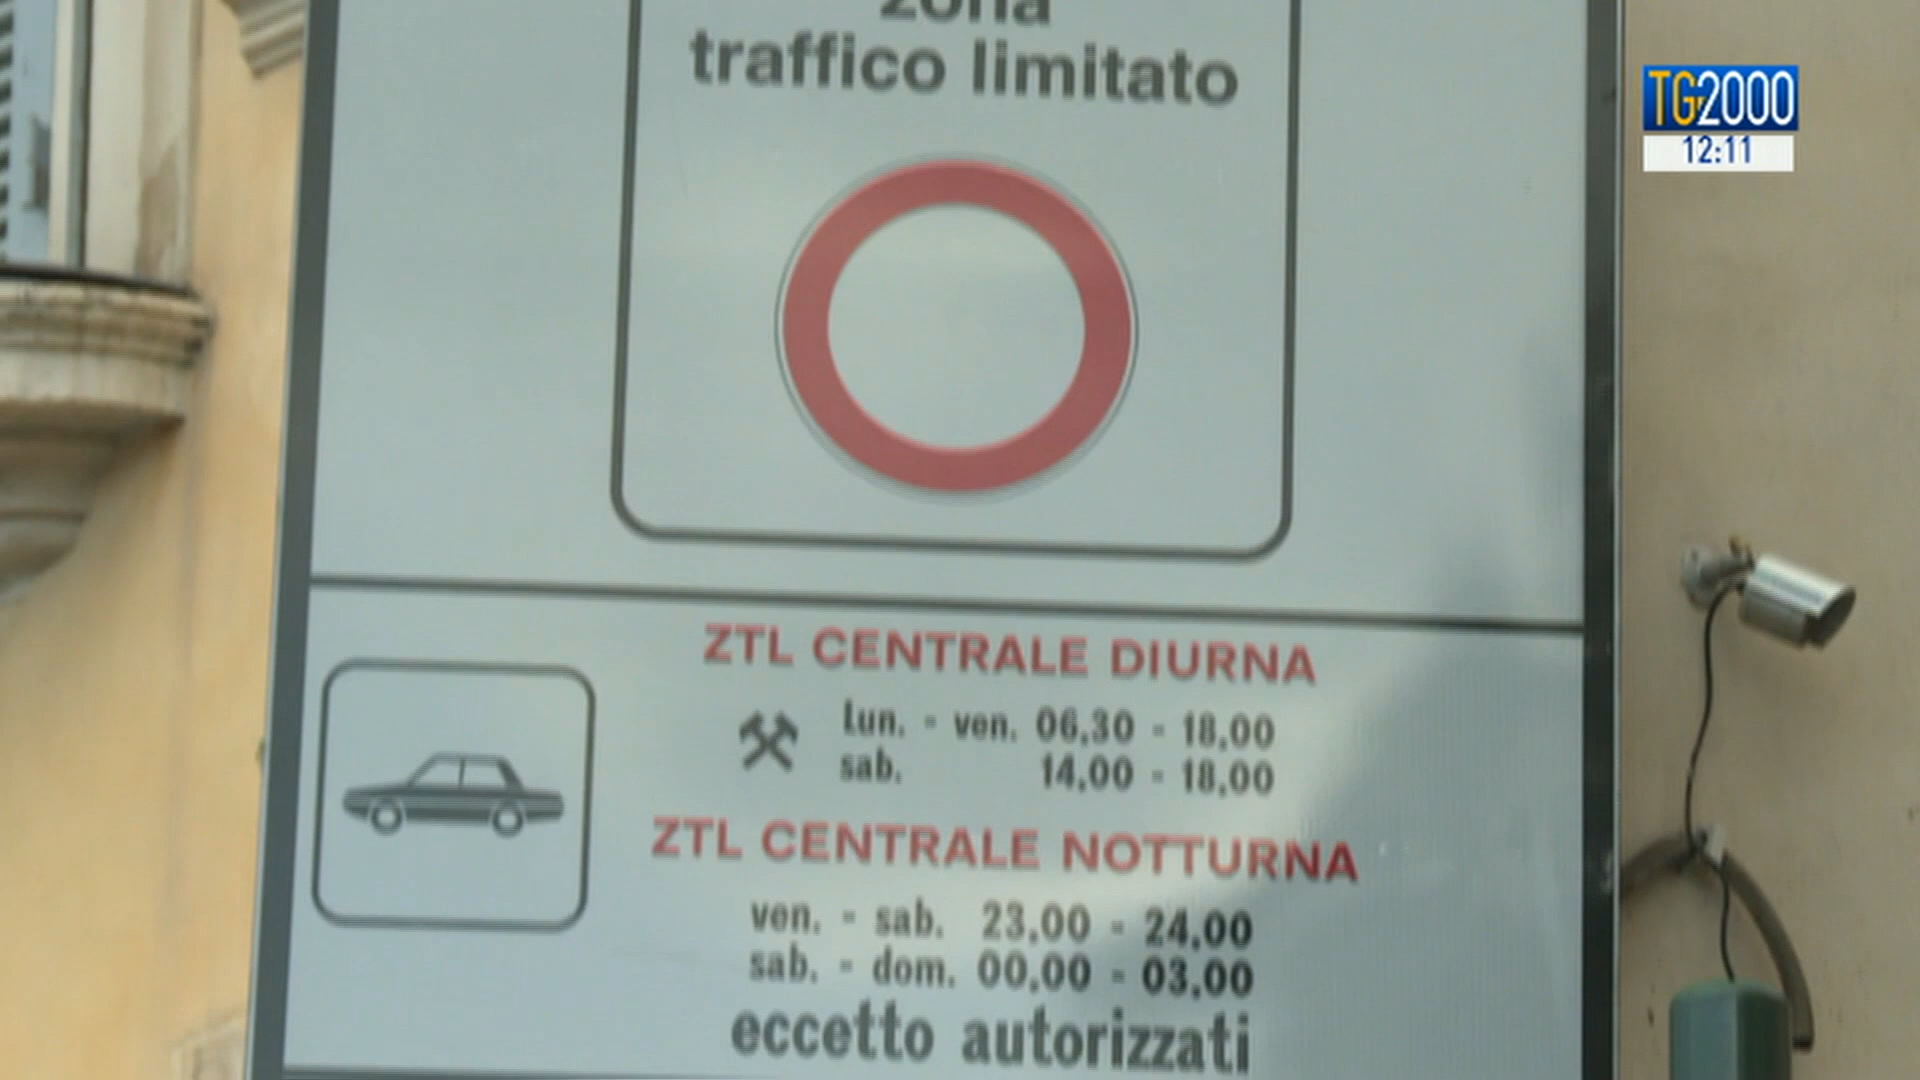 zona
traffico limitato
TG2000
12:11
ZTL CENTRALE DIURNA
Lun. - ven. 06.30 - 18.00
sab. 14.00 - 18.00
ZTL CENTRALE NOTTURNA
ven. - sab. 23.00 - 24.00
sab. - dom. 00.00 - 03.00
eccetto autorizzati